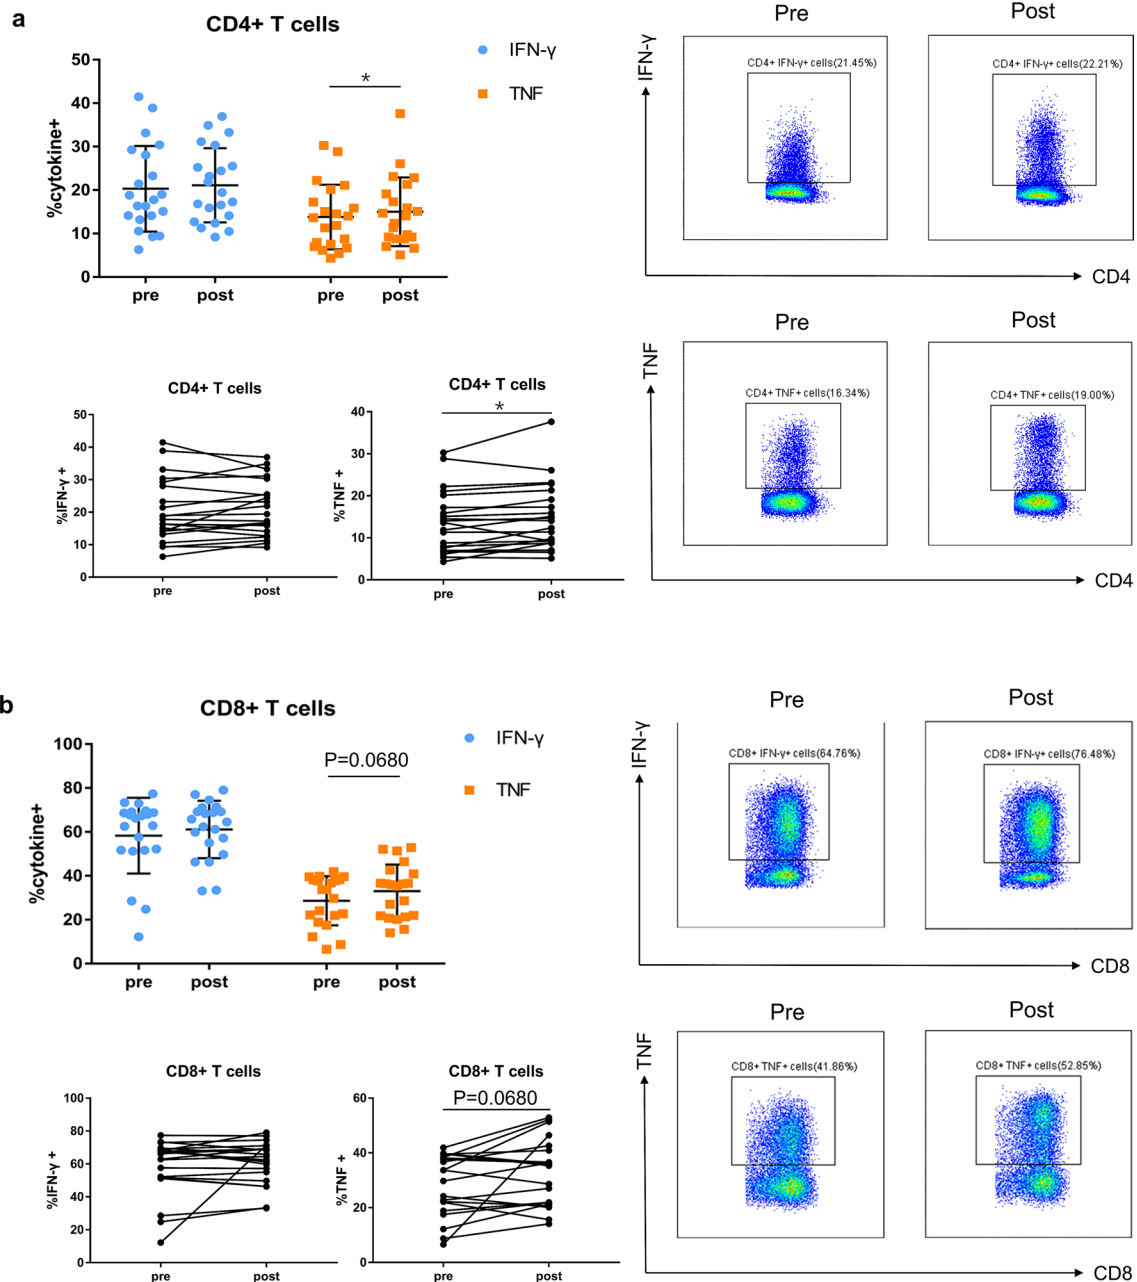 a
CD4+ T cells
IFN-γ
TNF
*
%cytokine+
50
40
30
20
10
0
pre
post
pre
post
Pre
Post
IFN-γ
CD4+ IFN-γ+ cells(21.45%)
CD4+ IFN-γ+ cells(22.21%)
CD4
Pre
Post
TNF
CD4+ TNF+ cells(16.34%)
CD4+ TNF+ cells(19.00%)
CD4
CD4+ T cells
%IFN-γ +
50
40
30
20
10
0
pre
post
CD4+ T cells
*
%TNF +
40
30
20
10
0
pre
post
b
CD8+ T cells
IFN-γ
TNF
P=0.0680
%cytokine+
100
80
60
40
20
0
pre
post
pre
post
Pre
Post
IFN-γ
CD8+ IFN-γ+ cells(64.76%)
CD8+ IFN-γ+ cells(76.48%)
CD8
Pre
Post
TNF
CD8+ TNF+ cells(41.86%)
CD8+ TNF+ cells(52.85%)
CD8
CD8+ T cells
%IFN-γ +
100
80
60
40
20
0
pre
post
CD8+ T cells
P=0.0680
%TNF +
60
40
20
0
pre
post